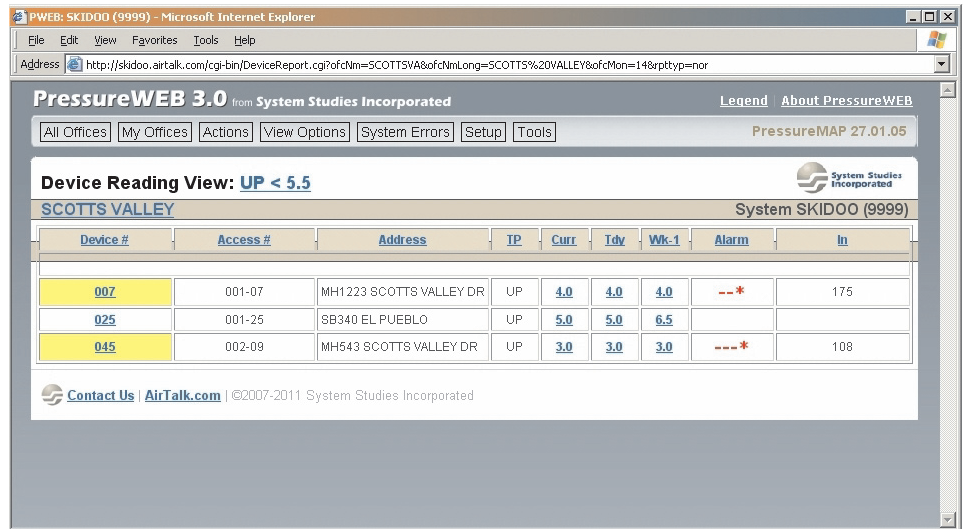 PWEB: SKIDOO (9999) - Microsoft Internet Explorer
File Edit View Favorites Tools Help
Address http://skidoo.airtalk.com/cgi-bin/DeviceReport.cgi?ofcNm=SCOTTSVA&ofcNmLong=SCOTTS%20VALLEY&ofcMon=14&rpttyp=nor
PressureWEB 3.0 from System Studies Incorporated Legend | About PressureWEB
All Offices My Offices Actions View Options System Errors Setup Tools PressureMAP 27.01.05
Device Reading View: UP < 5.5 System Studies Incorporated
SCOTTS VALLEY System SKIDOO (9999)
Device # Access # Address TP Curr Tdy Wk-1 Alarm In
007 001-07 MH1223 SCOTTS VALLEY DR UP 4.0 4.0 4.0 --* 175
025 001-25 SB340 EL PUEBLO UP 5.0 5.0 6.5
045 002-09 MH543 SCOTTS VALLEY DR UP 3.0 3.0 3.0 ---* 108
Contact Us | AirTalk.com | ©2007-2011 System Studies Incorporated